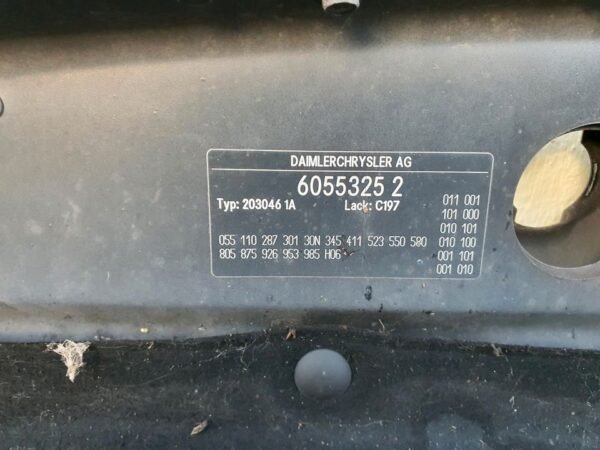 DAIMLERCHRYSLER AG
6055325 2
Typ: 203046 1A Lack: C197
011 001
101 000
010 101
055 110 287 301 30N 345 411 523 550 580 010 100
805 875 926 953 985 H06 001 101
001 010